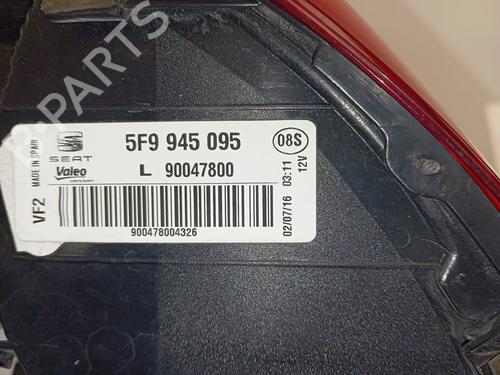 B-PARTS
MADE IN SPAIN
SEAT
Valeo
VF2
5F9 945 095
L 90047800
900478004326
08S
12V
02/07/16 03:11